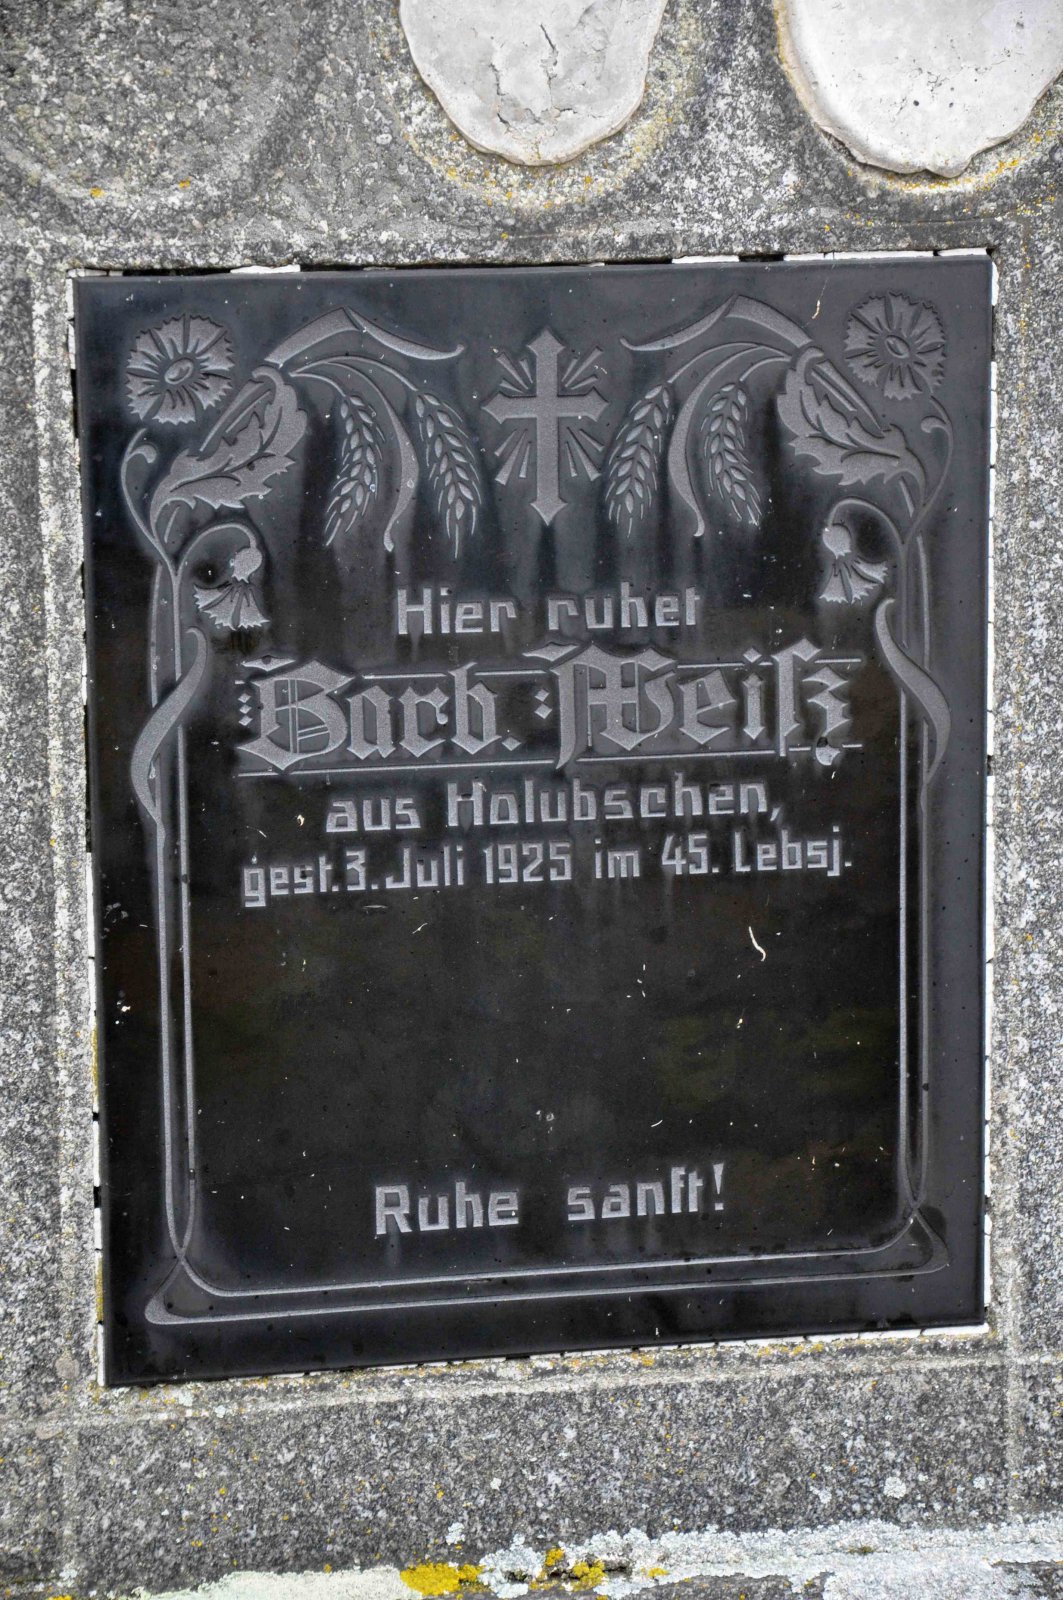 Hier ruhet
Barb. Weiß
aus Holubschen,
gest. 3. Juli 1925 im 45. Lebsj.
Ruhe sanft!